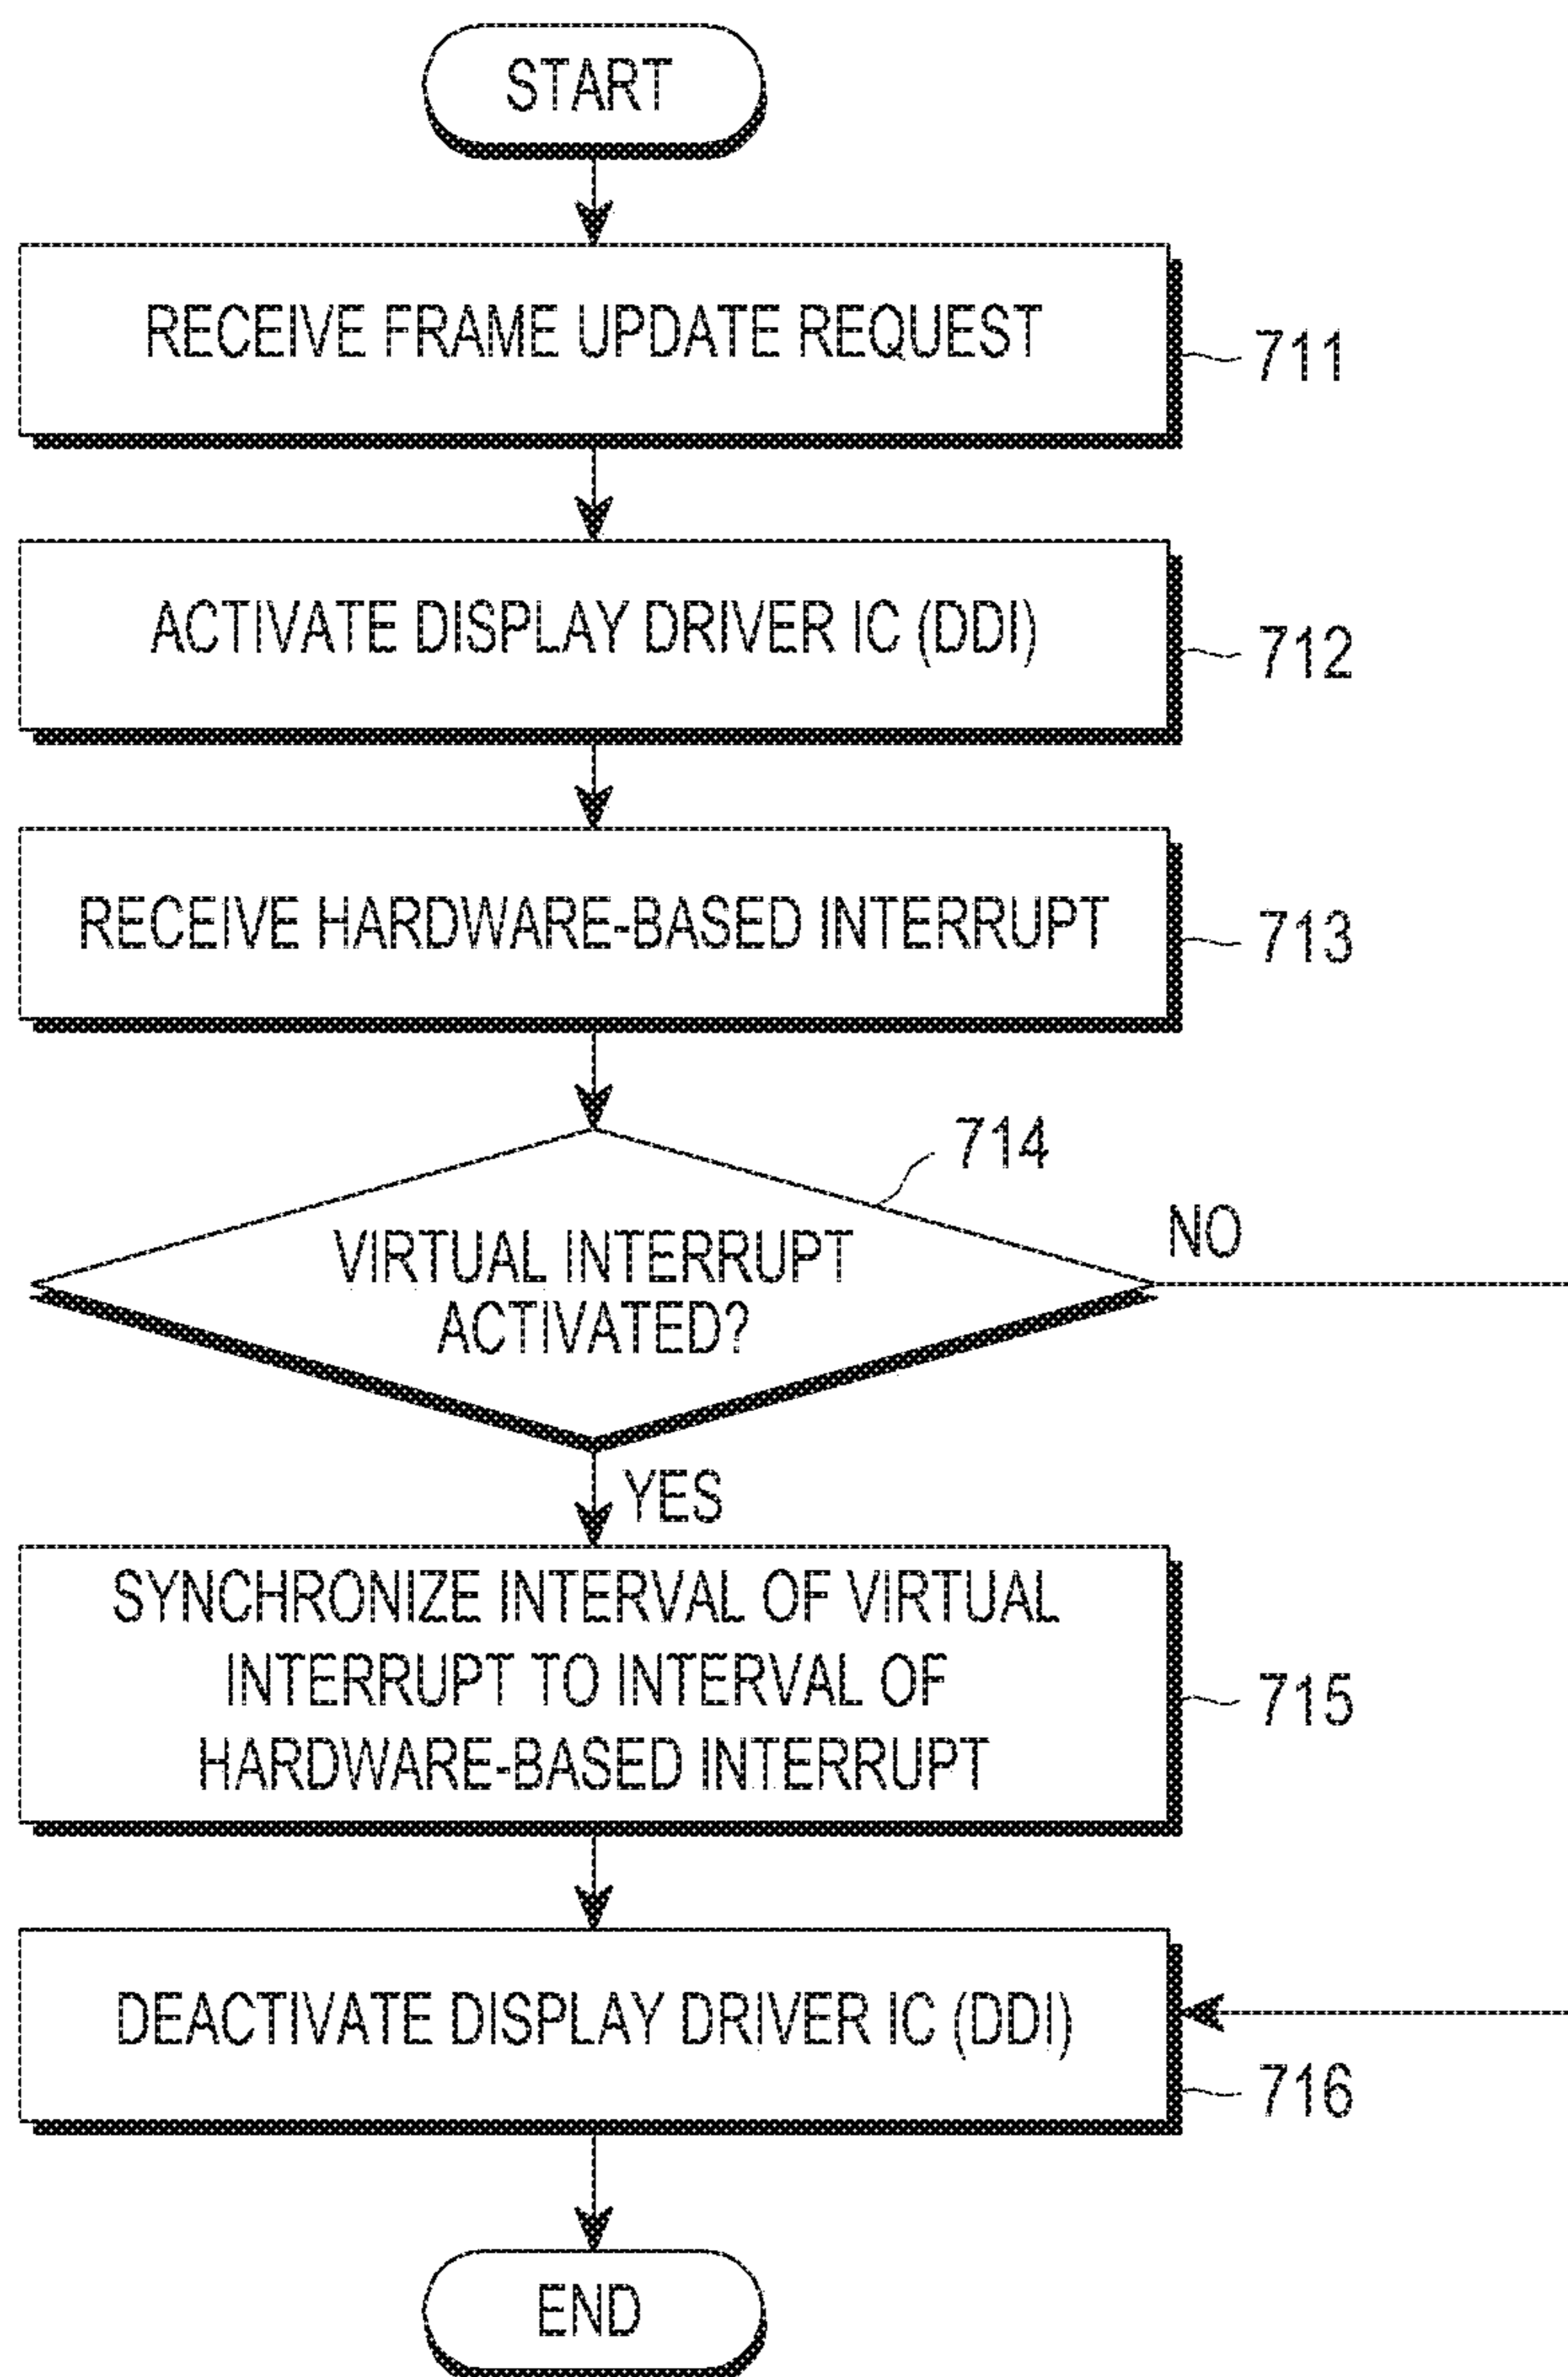 START
RECEIVE FRAME UPDATE REQUEST
711
ACTIVATE DISPLAY DRIVER IC (DDI)
712
RECEIVE HARDWARE-BASED INTERRUPT
713
714
VIRTUAL INTERRUPT
ACTIVATED?
NO
YES
SYNCHRONIZE INTERVAL OF VIRTUAL
INTERRUPT TO INTERVAL OF
HARDWARE-BASED INTERRUPT
715
DEACTIVATE DISPLAY DRIVER IC (DDI)
716
END